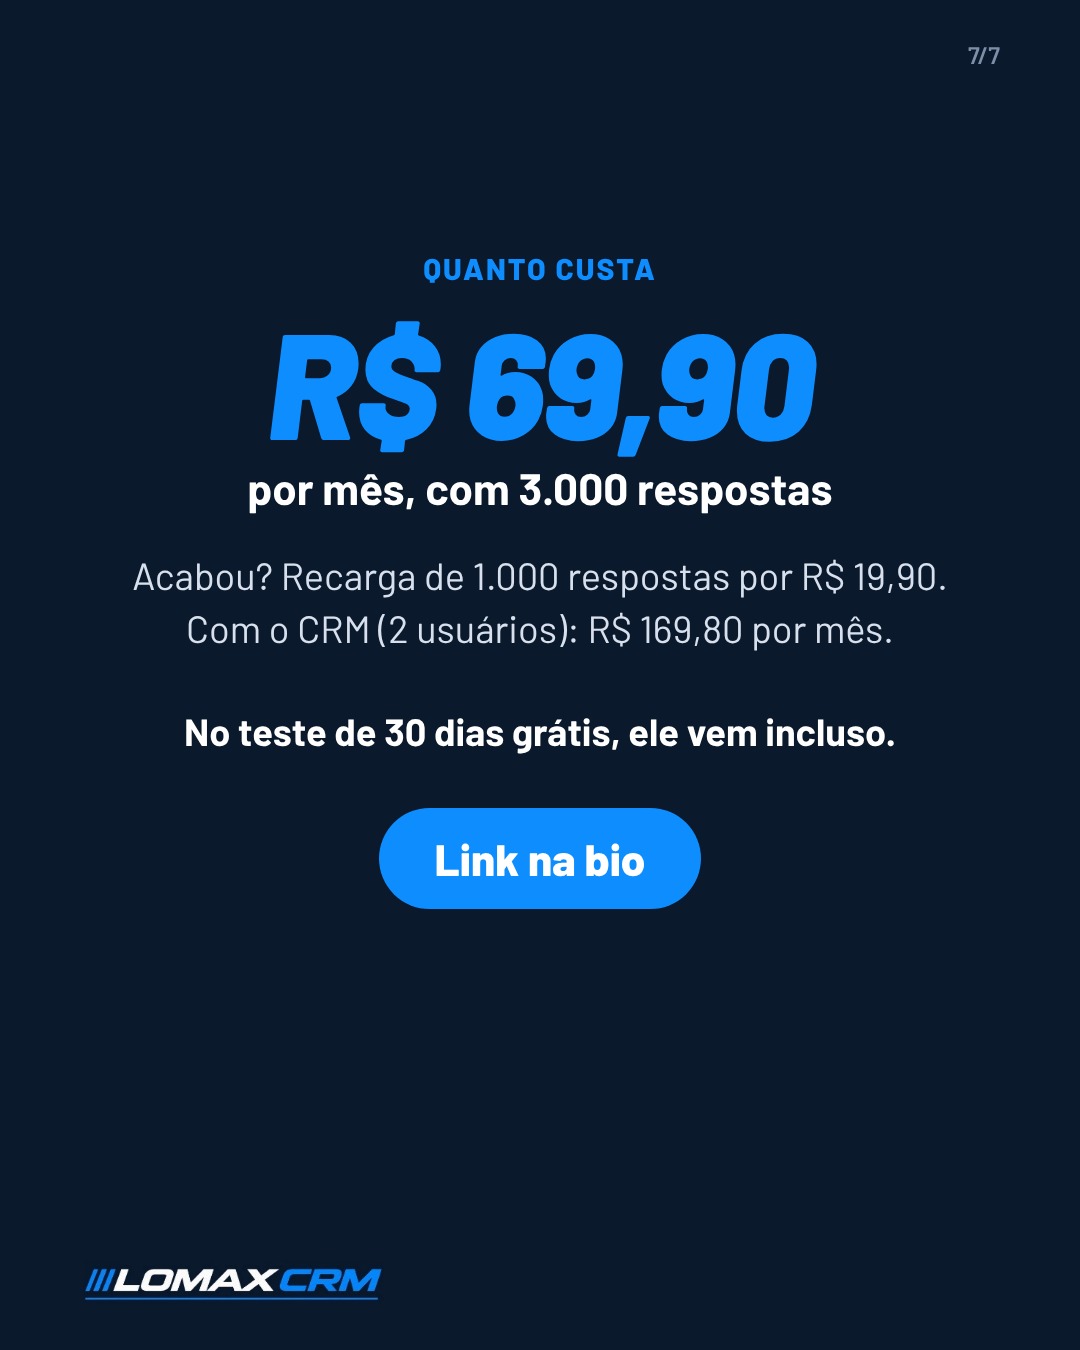 7/7
QUANTO CUSTA
R$ 69,90
por mês, com 3.000 respostas
Acabou? Recarga de 1.000 respostas por R$ 19,90.
Com o CRM (2 usuários): R$ 169,80 por mês.
No teste de 30 dias grátis, ele vem incluso.
Link na bio
LOMAX CRM